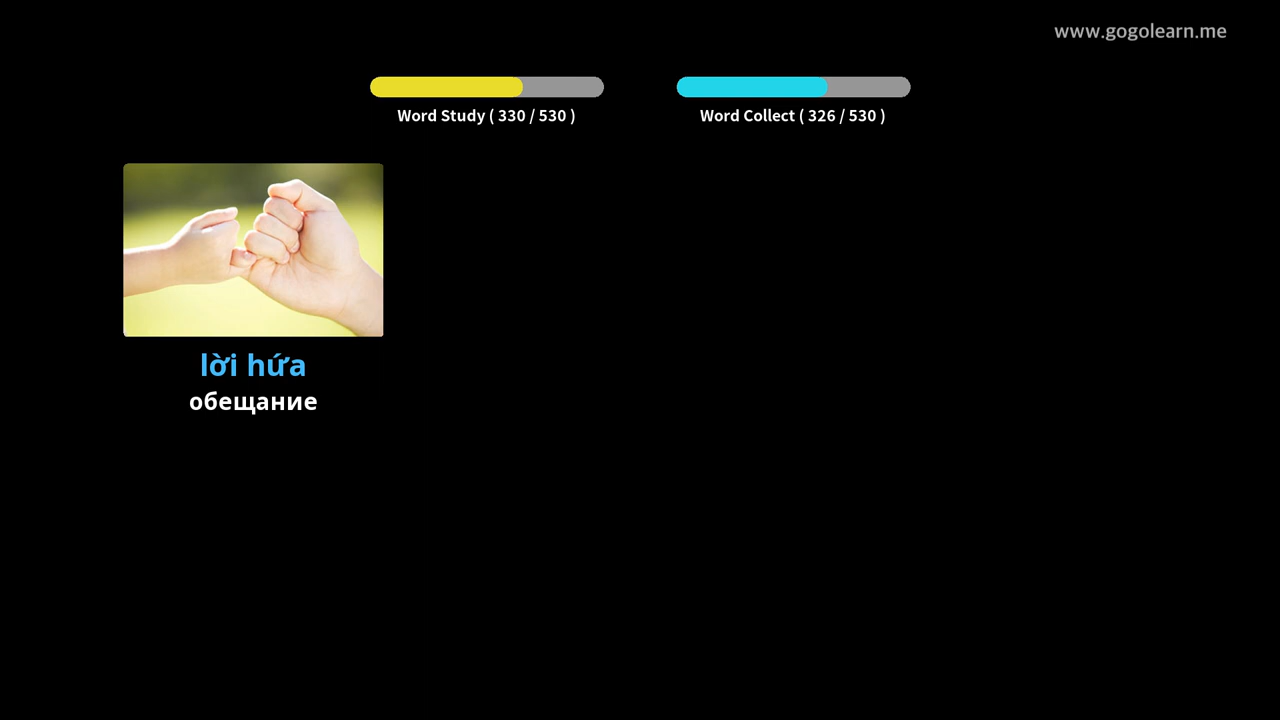 www.gogolearn.me
Word Study ( 330 / 530 )
Word Collect ( 326 / 530 )
lời hứa
обещание